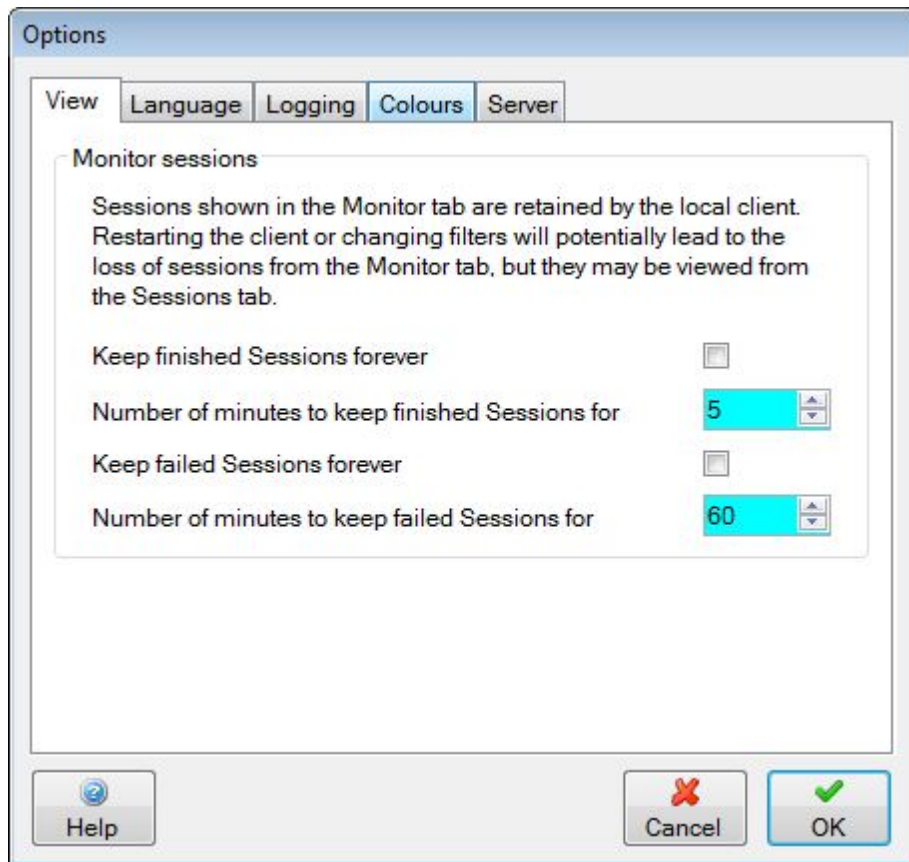 Options
View
Language
Logging
Colours
Server
Monitor sessions
Sessions shown in the Monitor tab are retained by the local client.
Restarting the client or changing filters will potentially lead to the
loss of sessions from the Monitor tab, but they may be viewed from
the Sessions tab.
Keep finished Sessions forever
Number of minutes to keep finished Sessions for
5
Keep failed Sessions forever
Number of minutes to keep failed Sessions for
60
Help
Cancel
OK